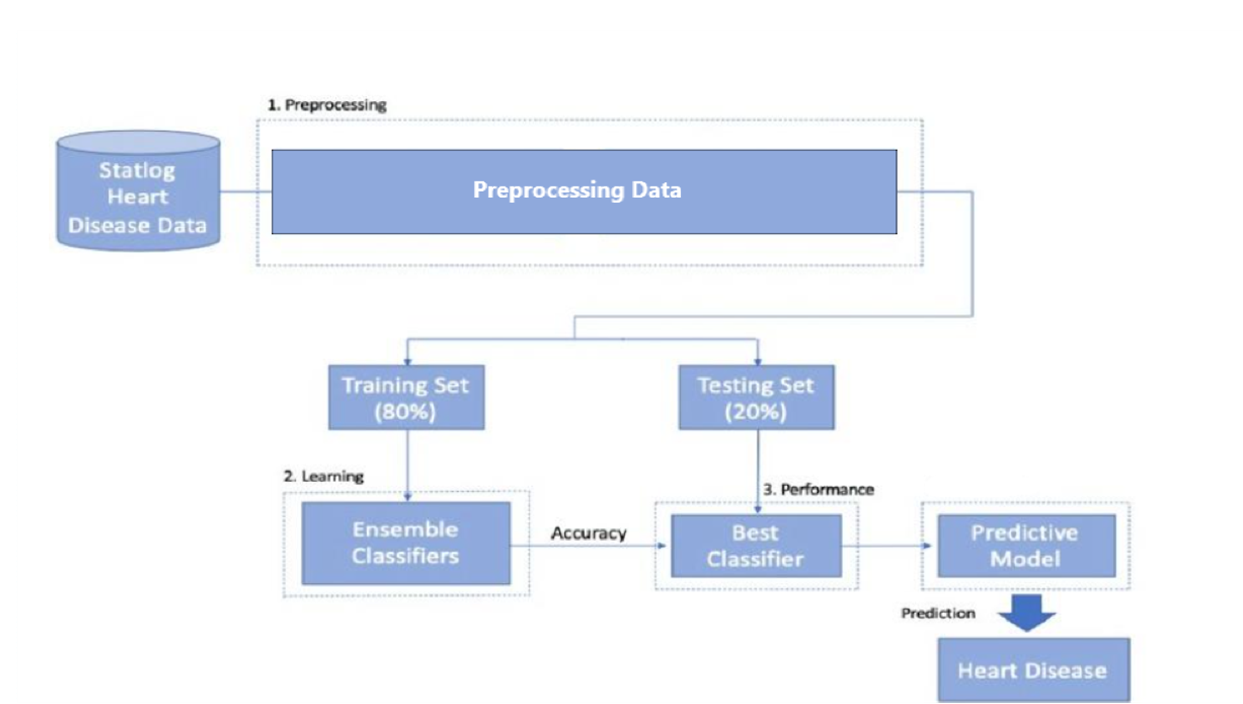 1. Preprocessing
Statlog
Heart
Disease Data
Preprocessing Data
Training Set
(80%)
Testing Set
(20%)
2. Learning
3. Performance
Ensemble
Classifiers
Accuracy
Best
Classifier
Predictive
Model
Prediction
Heart Disease